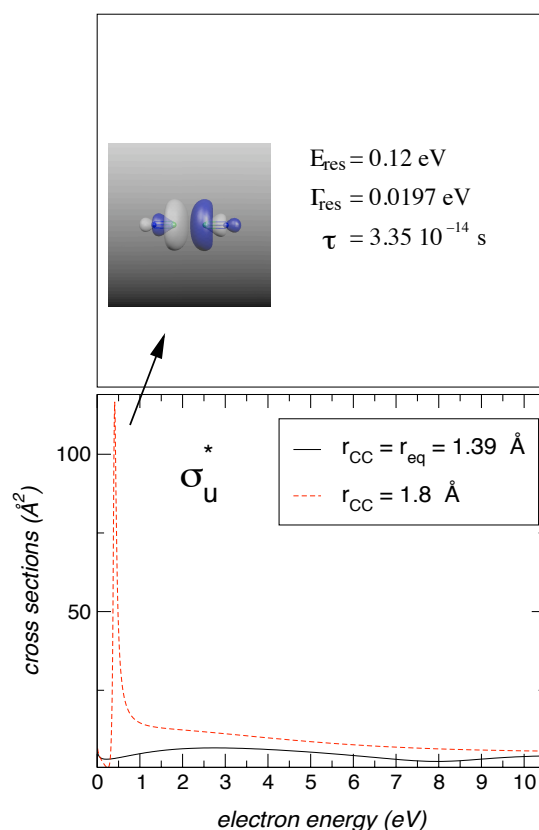 E_res = 0.12 eV
Γ_res = 0.0197 eV
τ = 3.35 10^-14 s
100
50
cross sections (Å^2)
σ_u^*
r_CC = r_eq = 1.39 Å
r_CC = 1.8 Å
0 1 2 3 4 5 6 7 8 9 10
electron energy (eV)